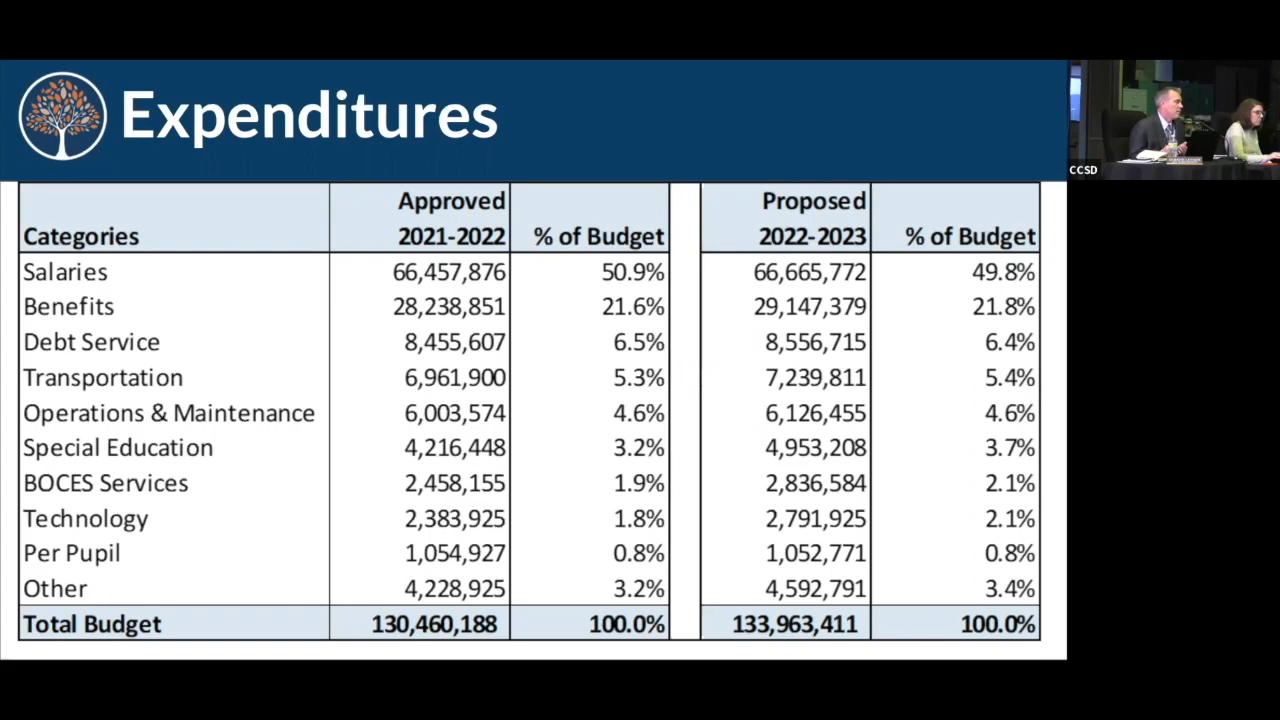 Expenditures
Approved Proposed
Categories 2021-2022 % of Budget 2022-2023 % of Budget
Salaries 66,457,876 50.9% 66,665,772 49.8%
Benefits 28,238,851 21.6% 29,147,379 21.8%
Debt Service 8,455,607 6.5% 8,556,715 6.4%
Transportation 6,961,900 5.3% 7,239,811 5.4%
Operations & Maintenance 6,003,574 4.6% 6,126,455 4.6%
Special Education 4,216,448 3.2% 4,953,208 3.7%
BOCES Services 2,458,155 1.9% 2,836,584 2.1%
Technology 2,383,925 1.8% 2,791,925 2.1%
Per Pupil 1,054,927 0.8% 1,052,771 0.8%
Other 4,228,925 3.2% 4,592,791 3.4%
Total Budget 130,460,188 100.0% 133,963,411 100.0%
CCSD